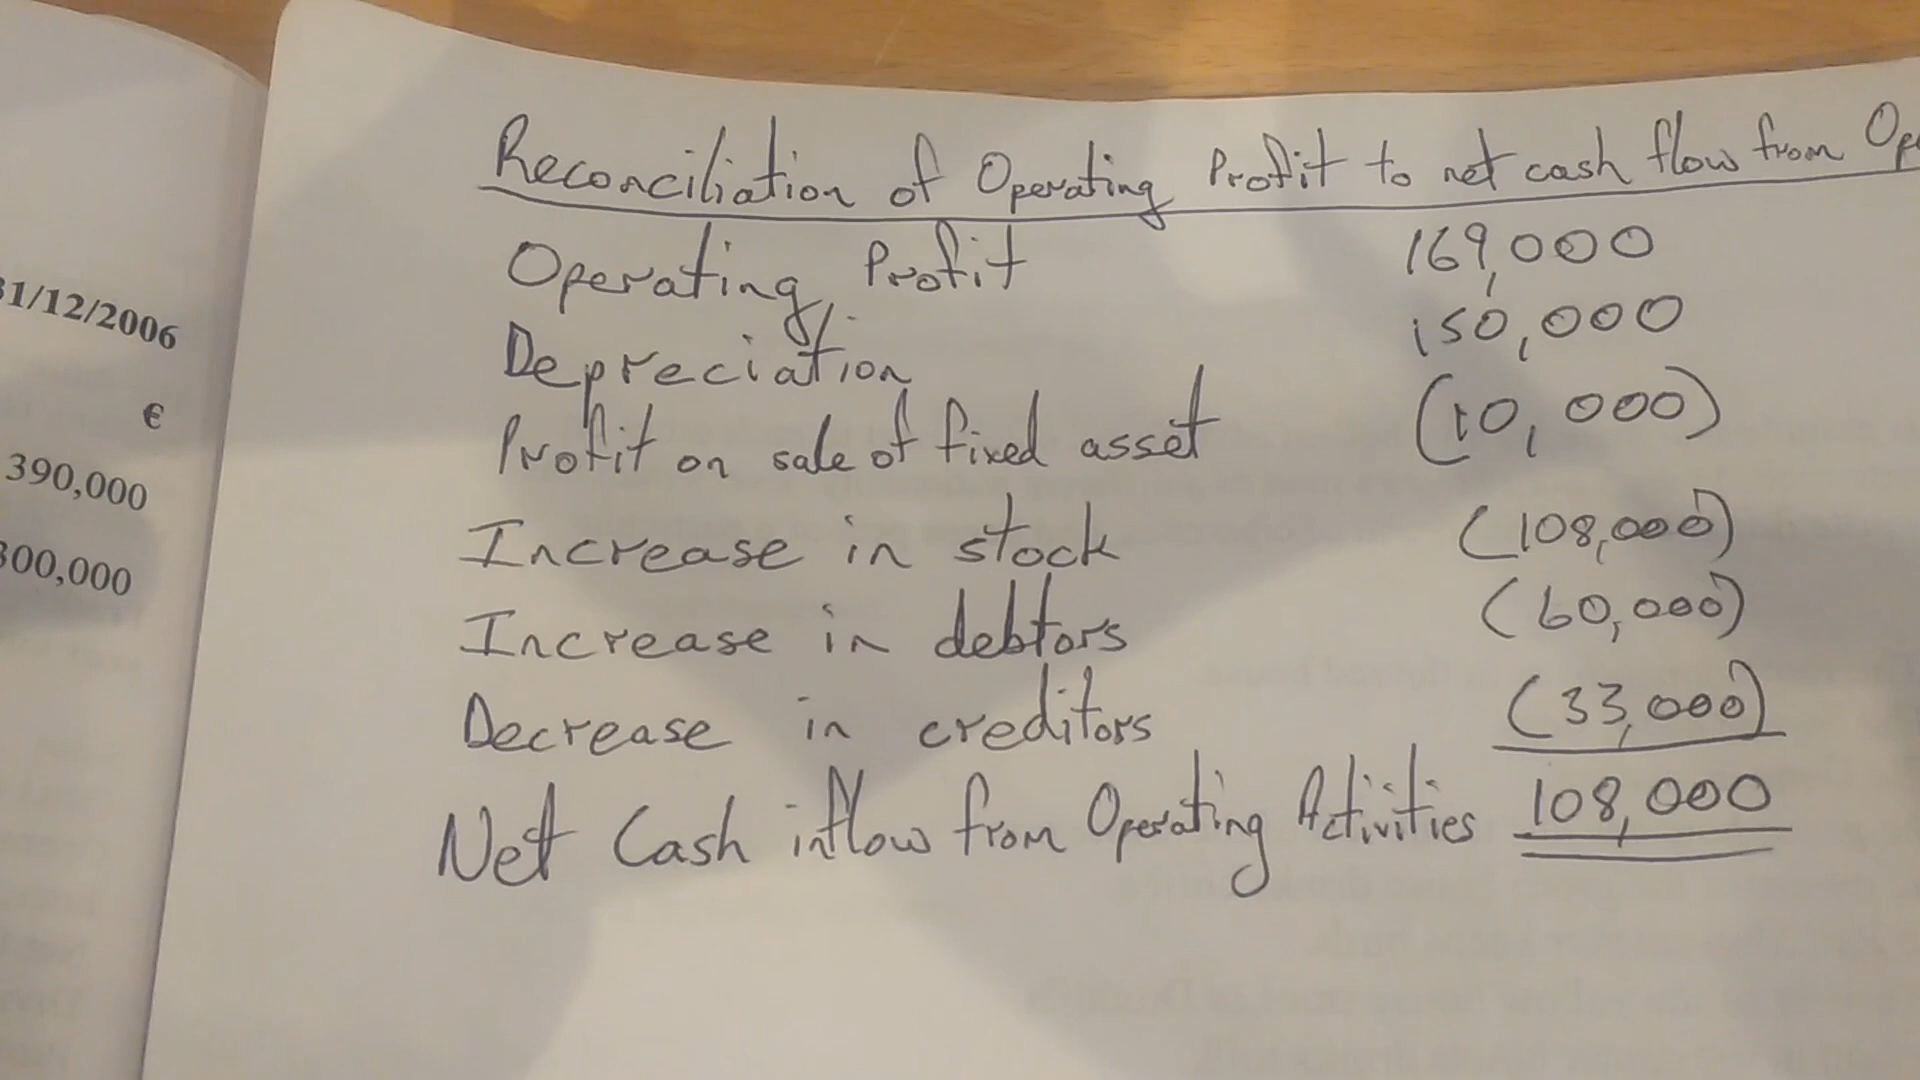 31/12/2006
€
390,000
300,000
Reconciliation of Operating Profit to net cash flow from Ope
Operating Profit 169,000
Depreciation 150,000
Profit on sale of fixed asset (10,000)
Increase in stock (108,000)
Increase in debtors (60,000)
Decrease in creditors (33,000)
Net Cash inflow from Operating Activities 108,000